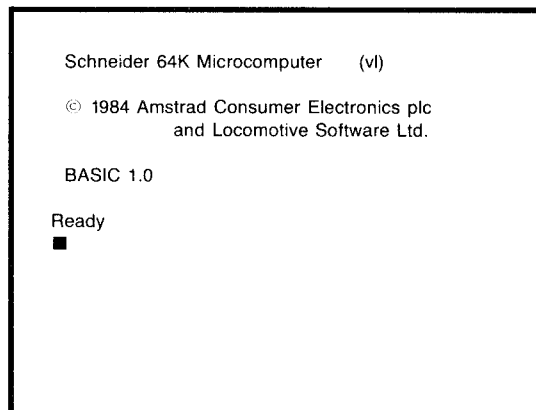 Schneider 64K Microcomputer (vl)
© 1984 Amstrad Consumer Electronics plc
and Locomotive Software Ltd.
BASIC 1.0
Ready